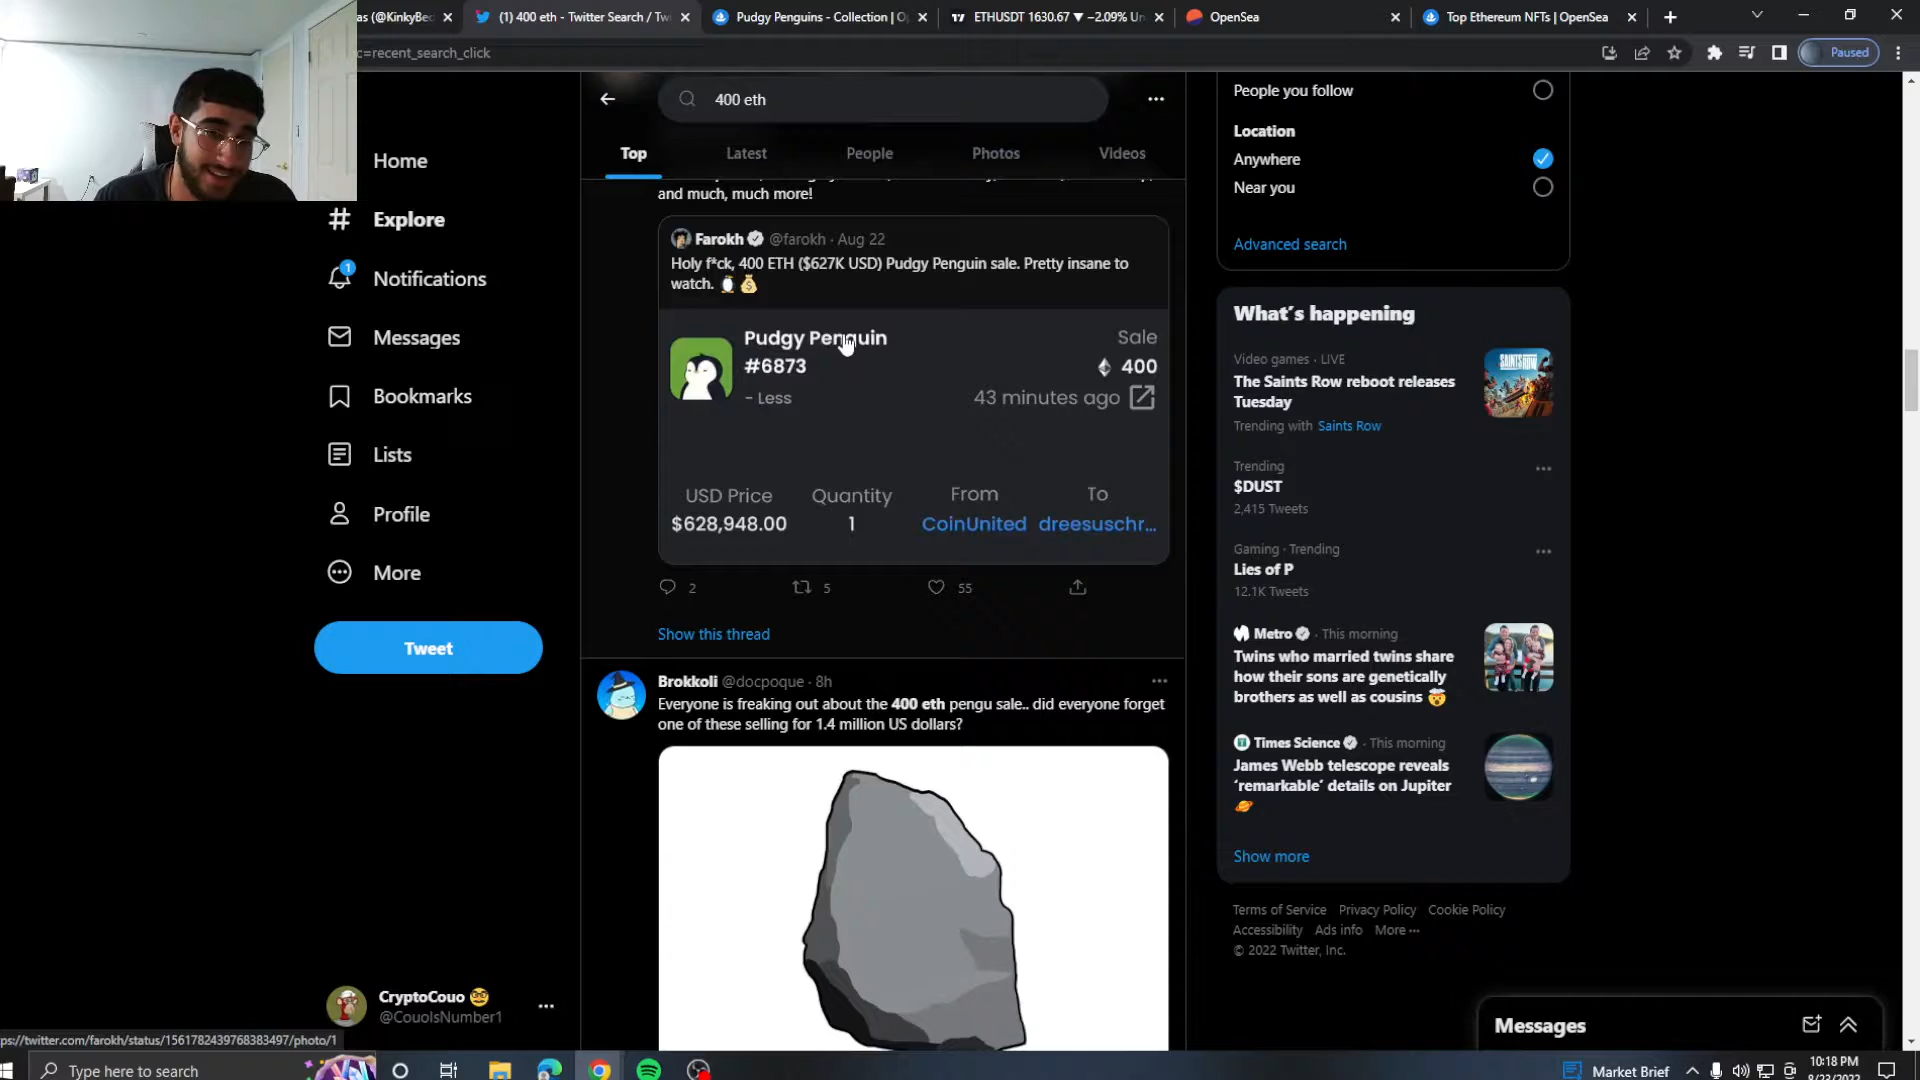 as (@KinkyBe
(1) 400 eth - Twitter Search / Tw
Pudgy Penguins - Collection | O
ETHUSDT 1630.67 ▼ −2.09% Un
OpenSea
Top Ethereum NFTs | OpenSea
c=recent_search_click
Paused
400 eth
Top
Latest
People
Photos
Videos
Home
Explore
Notifications
1
Messages
Bookmarks
Lists
Profile
More
Tweet
CryptoCouo
@CouoIsNumber1
and much, much more!
Farokh @farokh · Aug 22
Holy f*ck, 400 ETH ($627K USD) Pudgy Penguin sale. Pretty insane to
watch.
Pudgy Penguin
#6873
- Less
Sale
400
43 minutes ago
USD Price
Quantity
From
To
$628,948.00
1
CoinUnited
dreesuschr...
2
5
55
Show this thread
Brokkoli @docpoque · 8h
Everyone is freaking out about the 400 eth pengu sale.. did everyone forget
one of these selling for 1.4 million US dollars?
People you follow
Location
Anywhere
Near you
Advanced search
What's happening
Video games · LIVE
The Saints Row reboot releases
Tuesday
Trending with Saints Row
Trending
$DUST
2,415 Tweets
Gaming · Trending
Lies of P
12.1K Tweets
Metro · This morning
Twins who married twins share
how their sons are genetically
brothers as well as cousins
Times Science · This morning
James Webb telescope reveals
'remarkable' details on Jupiter
Show more
Terms of Service Privacy Policy Cookie Policy
Accessibility Ads info More ···
© 2022 Twitter, Inc.
Messages
ps://twitter.com/farokh/status/1561782439768383497/photo/1
Type here to search
Market Brief
10:18 PM
8/23/2022